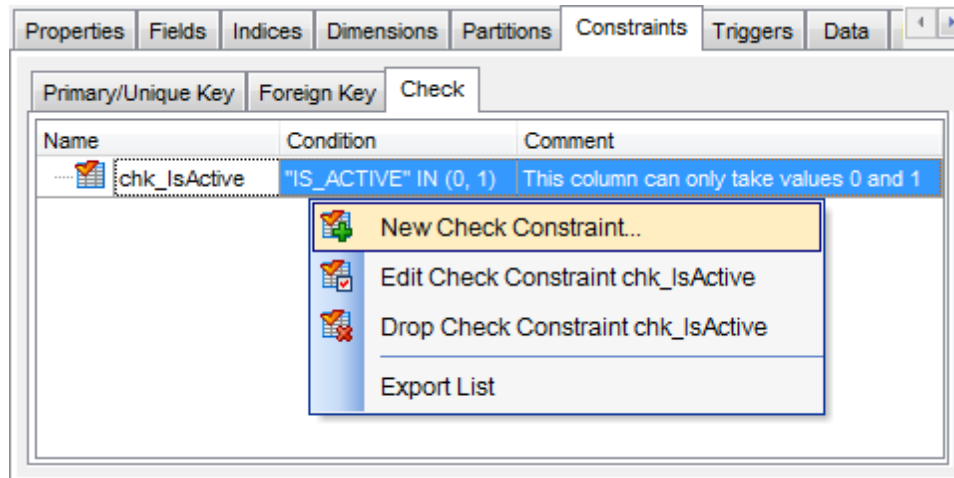 Properties Fields Indices Dimensions Partitions Constraints Triggers Data
Primary/Unique Key Foreign Key Check
Name Condition Comment
chk_IsActive "IS_ACTIVE" IN (0, 1) This column can only take values 0 and 1
New Check Constraint...
Edit Check Constraint chk_IsActive
Drop Check Constraint chk_IsActive
Export List